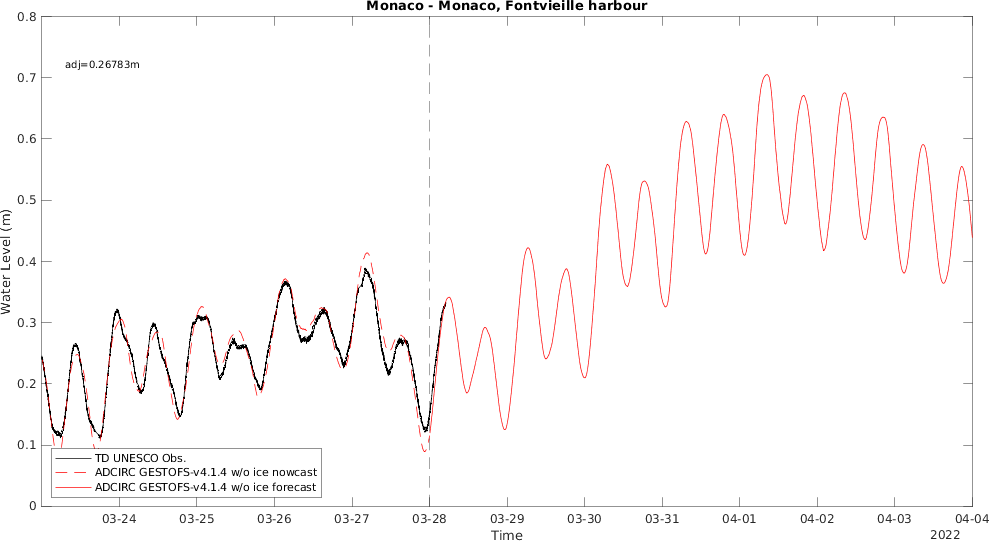 Monaco - Monaco, Fontvieille harbour
adj=0.26783m
Water Level (m)
0.8
0.7
0.6
0.5
0.4
0.3
0.2
0.1
0
TD UNESCO Obs.
ADCIRC GESTOFS-v4.1.4 w/o ice nowcast
ADCIRC GESTOFS-v4.1.4 w/o ice forecast
03-24 03-25 03-26 03-27 03-28 03-29 03-30 03-31 04-01 04-02 04-03 04-04
Time
2022